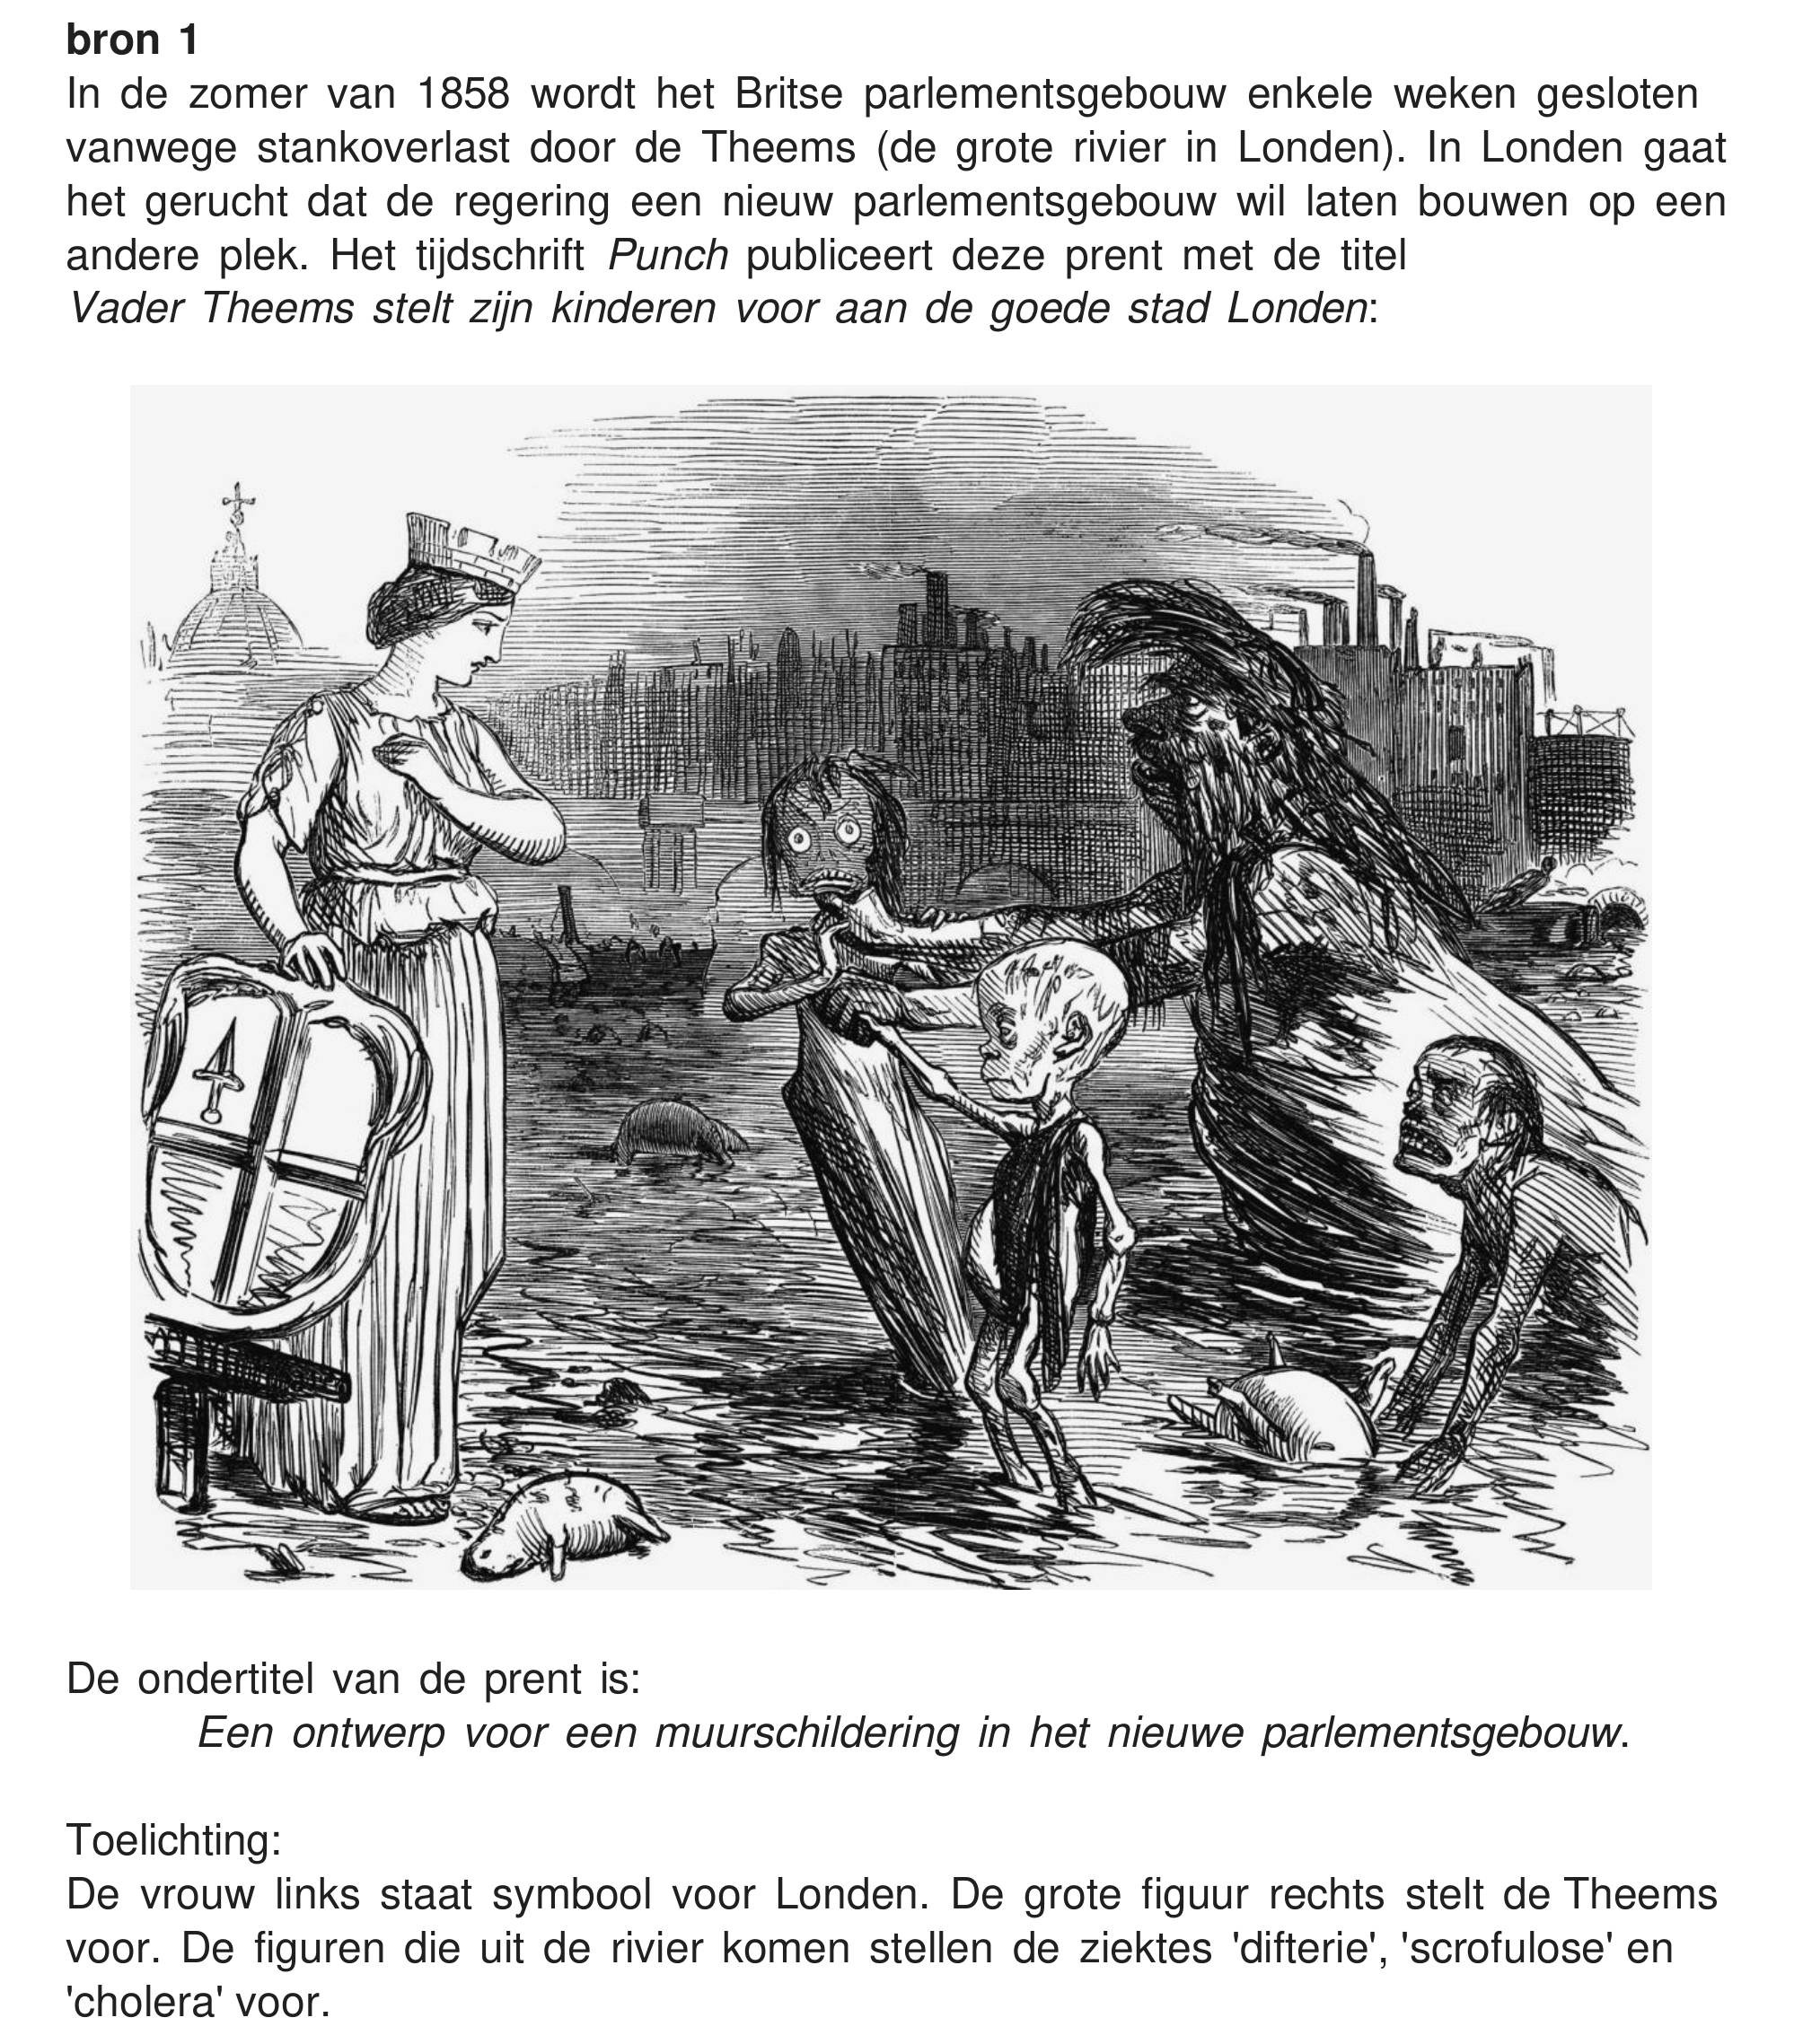 bron 1
In de zomer van 1858 wordt het Britse parlementsgebouw enkele weken gesloten
vanwege stankoverlast door de Theems (de grote rivier in Londen). In Londen gaat
het gerucht dat de regering een nieuw parlementsgebouw wil laten bouwen op een
andere plek. Het tijdschrift Punch publiceert deze prent met de titel
Vader Theems stelt zijn kinderen voor aan de goede stad Londen:
De ondertitel van de prent is:
Een ontwerp voor een muurschildering in het nieuwe parlementsgebouw.
Toelichting:
De vrouw links staat symbool voor Londen. De grote figuur rechts stelt de Theems
voor. De figuren die uit de rivier komen stellen de ziektes 'difterie', 'scrofulose' en
'cholera' voor.